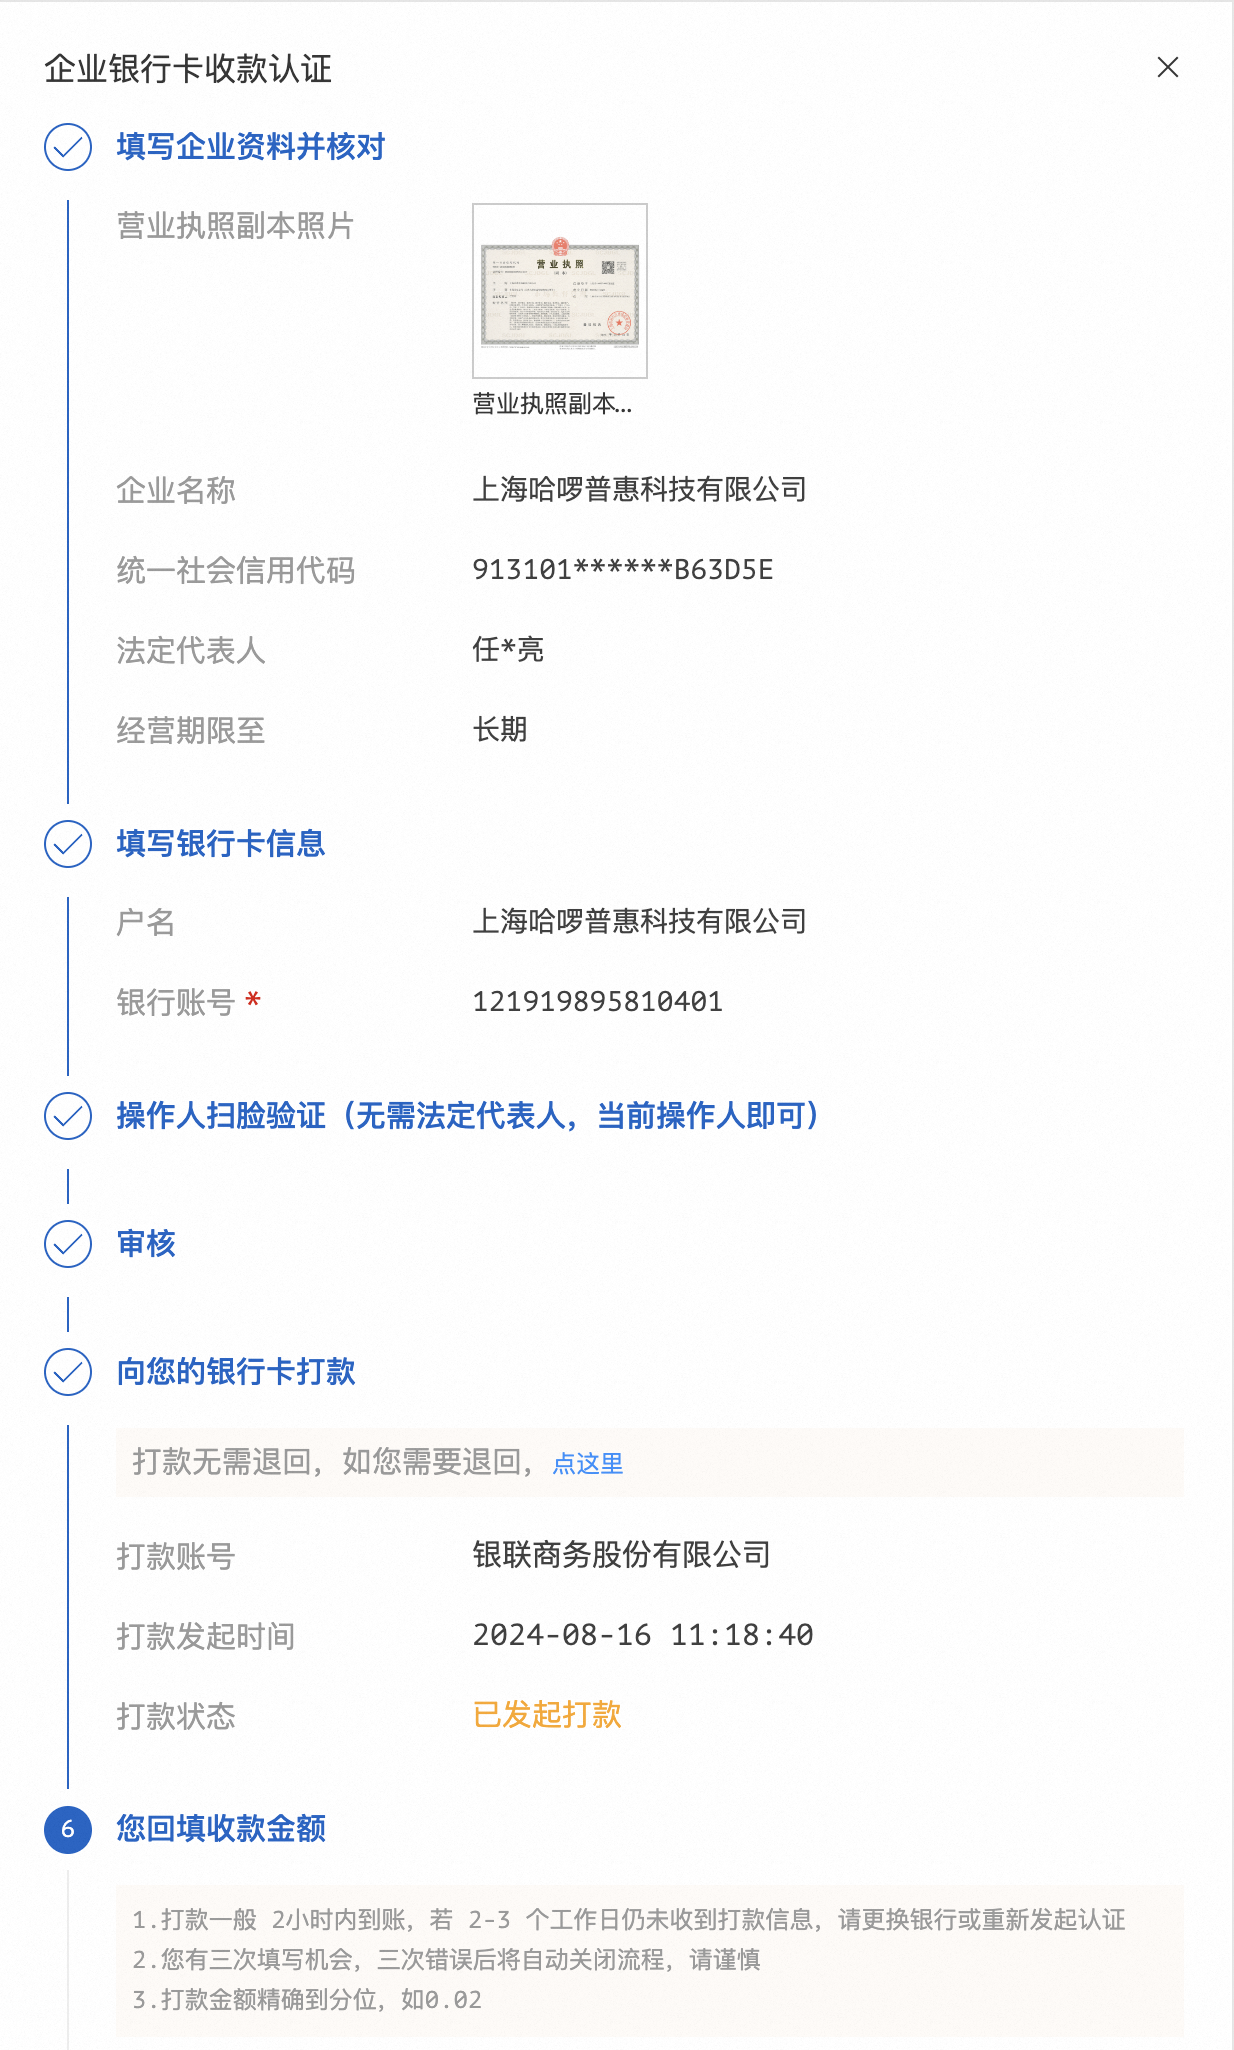 企业银行卡收款认证
填写企业资料并核对
营业执照副本照片
营业执照
营业执照副本...
企业名称 上海哈啰普惠科技有限公司
统一社会信用代码 913101******B63D5E
法定代表人 任*亮
经营期限至 长期
填写银行卡信息
户名 上海哈啰普惠科技有限公司
银行账号 * 121919895810401
操作人扫脸验证（无需法定代表人，当前操作人即可）
审核
向您的银行卡打款
打款无需退回，如您需要退回，点这里
打款账号 银联商务股份有限公司
打款发起时间 2024-08-16 11:18:40
打款状态 已发起打款
6 您回填收款金额
1.打款一般 2小时内到账，若 2-3 个工作日仍未收到打款信息，请更换银行或重新发起认证
2.您有三次填写机会，三次错误后将自动关闭流程，请谨慎
3.打款金额精确到分位，如0.02